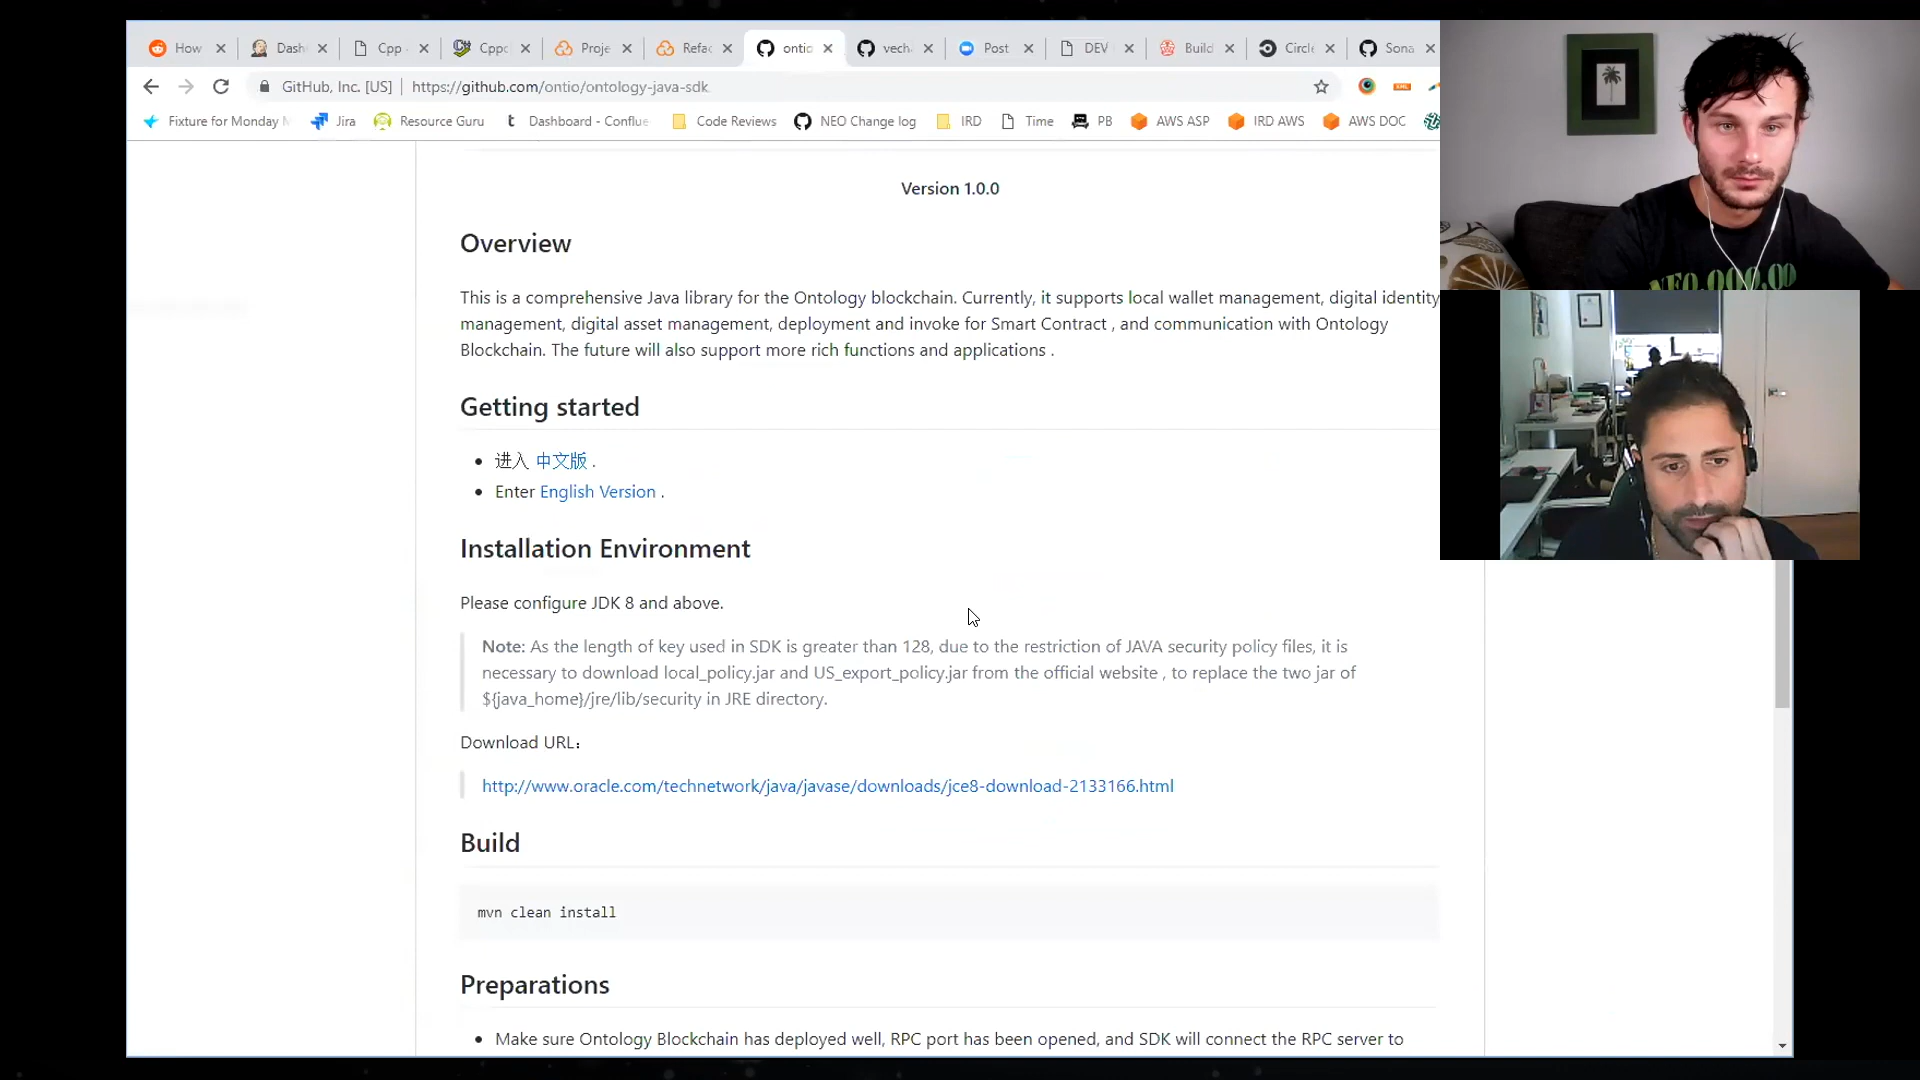 How
Dash
Cpp
Cppc
Proje
Refac
ontio
vech
Post
DEV
Build
Circle
Sona
GitHub, Inc. [US]
https://github.com/ontio/ontology-java-sdk
Fixture for Monday
Jira
Resource Guru
Dashboard - Conflue
Code Reviews
NEO Change log
IRD
Time
PB
AWS ASP
IRD AWS
AWS DOC
Version 1.0.0
Overview
This is a comprehensive Java library for the Ontology blockchain. Currently, it supports local wallet management, digital identity
management, digital asset management, deployment and invoke for Smart Contract , and communication with Ontology
Blockchain. The future will also support more rich functions and applications .
Getting started
进入 中文版 .
Enter English Version .
Installation Environment
Please configure JDK 8 and above.
Note: As the length of key used in SDK is greater than 128, due to the restriction of JAVA security policy files, it is
necessary to download local_policy.jar and US_export_policy.jar from the official website , to replace the two jar of
${java_home}/jre/lib/security in JRE directory.
Download URL：
http://www.oracle.com/technetwork/java/javase/downloads/jce8-download-2133166.html
Build
mvn clean install
Preparations
Make sure Ontology Blockchain has deployed well, RPC port has been opened, and SDK will connect the RPC server to